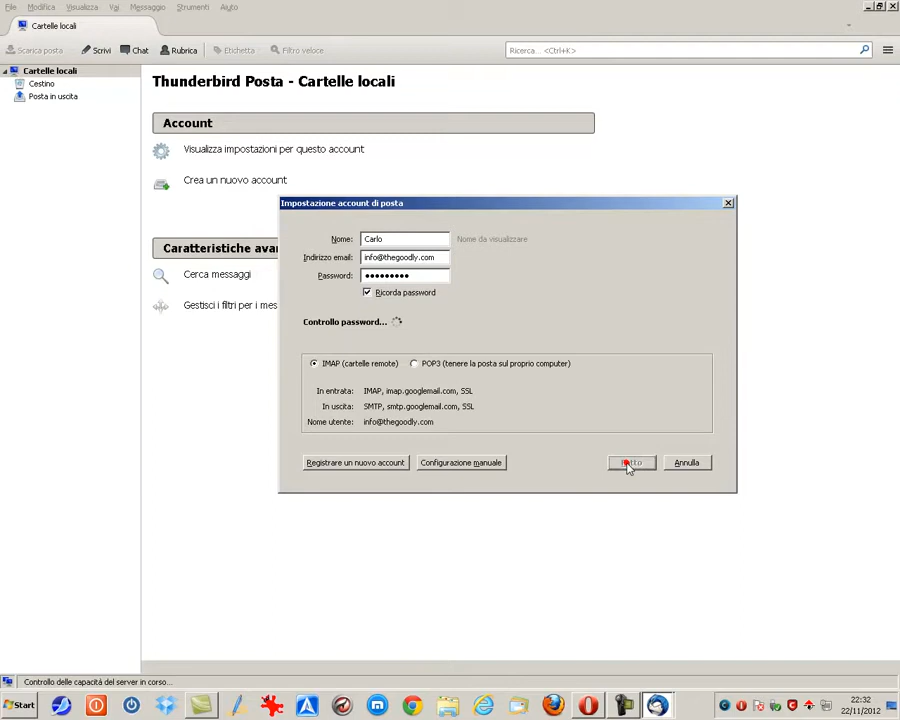 File Modifica Visualizza Vai Messaggio Strumenti Aiuto
Cartelle locali
Scarica posta Scrivi Chat Rubrica Etichetta Filtro veloce Ricerca... <Ctrl+K>
Cartelle locali
Cestino
Posta in uscita
Thunderbird Posta - Cartelle locali
Account
Visualizza impostazioni per questo account
Crea un nuovo account
Caratteristiche avan
Cerca messaggi
Gestisci i filtri per i mes
Impostazione account di posta
Nome: Carlo Nome da visualizzare
Indirizzo email: info@thegoodly.com
Password: •••••••••
Ricorda password
Controllo password...
IMAP (cartelle remote) POP3 (tenere la posta sul proprio computer)
In entrata: IMAP, imap.googlemail.com, SSL
In uscita: SMTP, smtp.googlemail.com, SSL
Nome utente: info@thegoodly.com
Registrare un nuovo account Configurazione manuale Annulla
Controllo delle capacitá del server in corso...
Start
22:32
22/11/2012